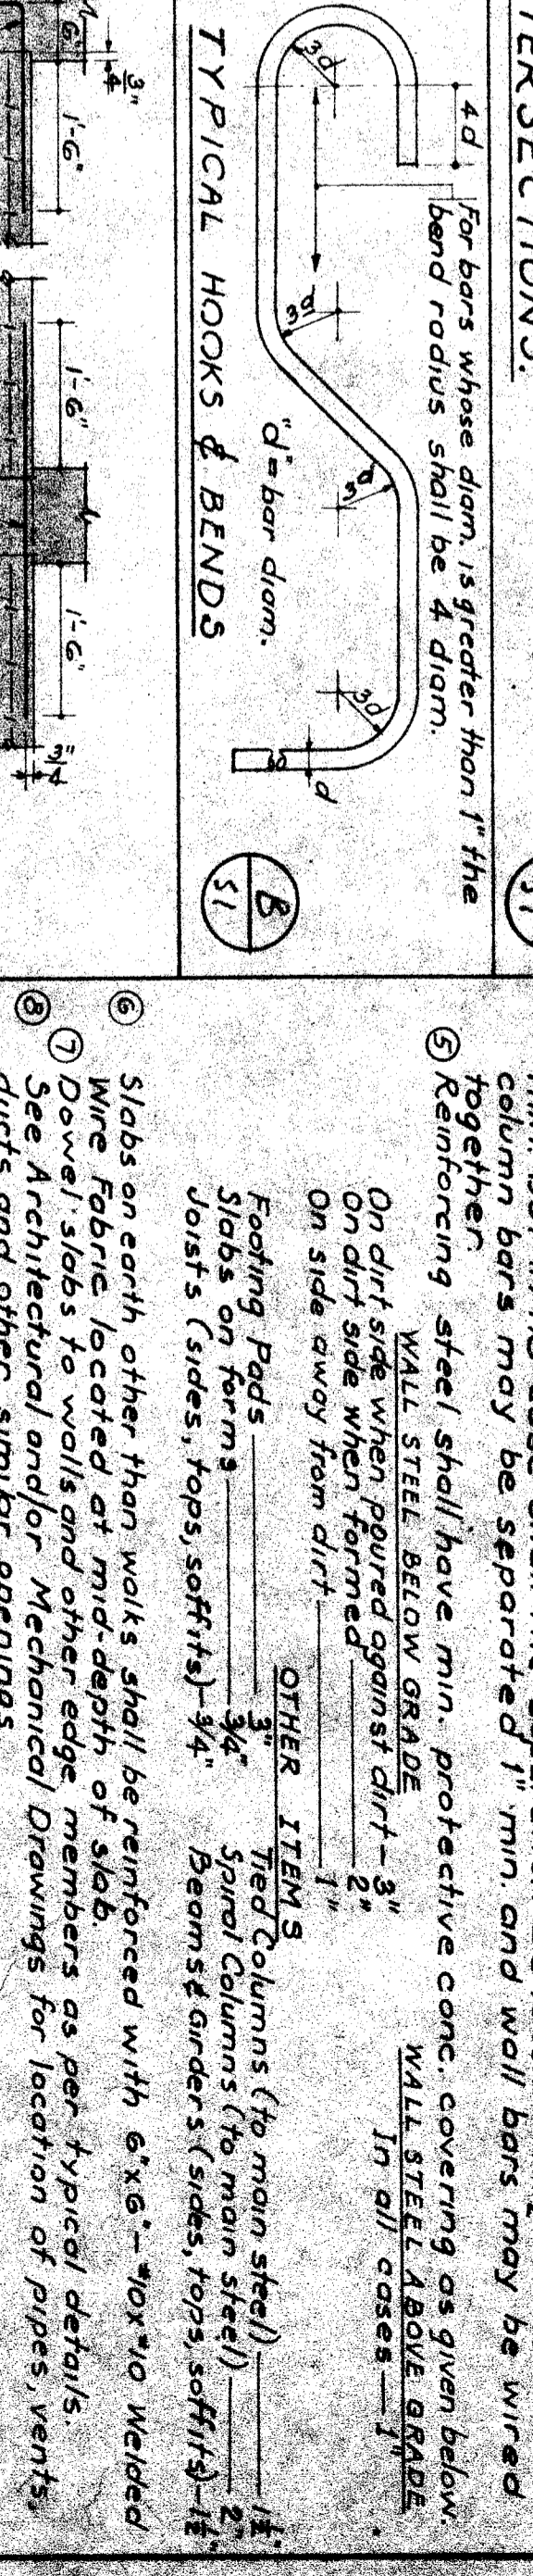 TERSECTIONS.
S1
4d
For bars whose diam. is greater than 1" the
bend radius shall be 4 diam.
3d
3d
3d
3d
d
"d" = bar diam.
TYPICAL HOOKS & BENDS
B
S1
6"
3/4"
1'-6"
1'-6"
1'-6"
3/4"
column bars may be separated 1" min. and wall bars may be wired
together.
⑤ Reinforcing steel shall have min. protective conc. covering as given below.
WALL STEEL BELOW GRADE
On dirt side when poured against dirt - 3"
On dirt side when formed 2"
On side away from dirt 1"
WALL STEEL ABOVE GRADE
In all cases 1"
OTHER ITEMS
Footing Pads 3"
Slabs on forms 3/4"
Joists (sides, tops, soffits) - 3/4"
Tied Columns (to main steel) 1½"
Spiral Columns (to main steel) 2"
Beams & Girders (sides, tops, soffits) - 1½"
⑥ Slabs on earth other than walks shall be reinforced with 6"x6"-#10x#10 Welded
Wire Fabric located at mid-depth of slab.
⑦ Dowel slabs to walls and other edge members as per typical details.
⑧ See Architectural and/or Mechanical Drawings for location of pipes, vents,
ducts and other similar openings